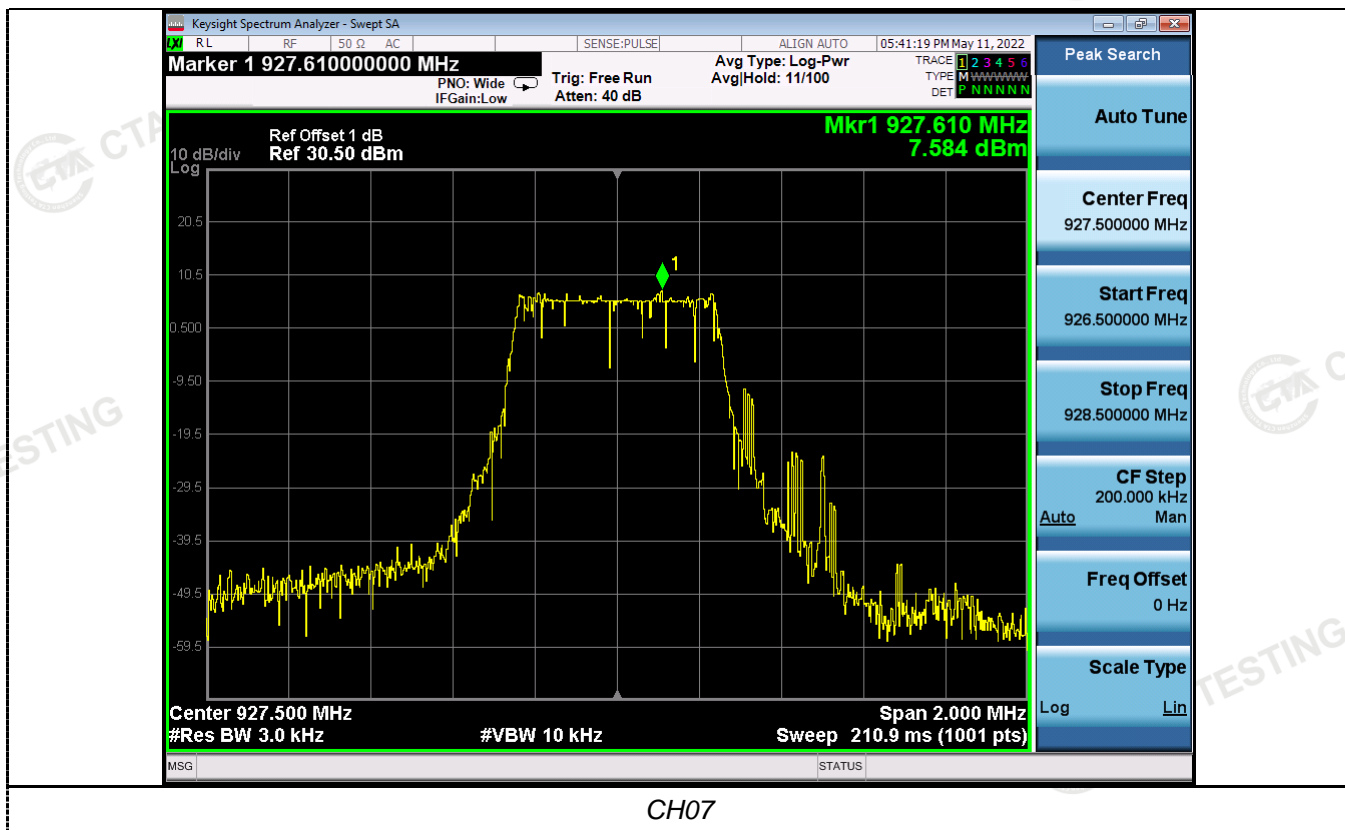 Keysight Spectrum Analyzer - Swept SA
LXI RL RF 50 Ω AC SENSE:PULSE ALIGN AUTO 05:41:19 PM May 11, 2022
Marker 1 927.610000000 MHz
PNO: Wide
IFGain:Low
Trig: Free Run
Atten: 40 dB
Avg Type: Log-Pwr
Avg|Hold: 11/100
TRACE 1 2 3 4 5 6
TYPE M WWWWW
DET P N N N N N
Mkr1 927.610 MHz
7.584 dBm
Ref Offset 1 dB
10 dB/div Ref 30.50 dBm
Log
20.5
10.5
0.500
-9.50
-19.5
-29.5
-39.5
-49.5
-59.5
1
Center 927.500 MHz Span 2.000 MHz
#Res BW 3.0 kHz #VBW 10 kHz Sweep 210.9 ms (1001 pts)
MSG STATUS
Peak Search
Auto Tune
Center Freq
927.500000 MHz
Start Freq
926.500000 MHz
Stop Freq
928.500000 MHz
CF Step
200.000 kHz
Auto Man
Freq Offset
0 Hz
Scale Type
Log Lin
CH07
CTA
CTA
ESTING
CTA
C
TESTING